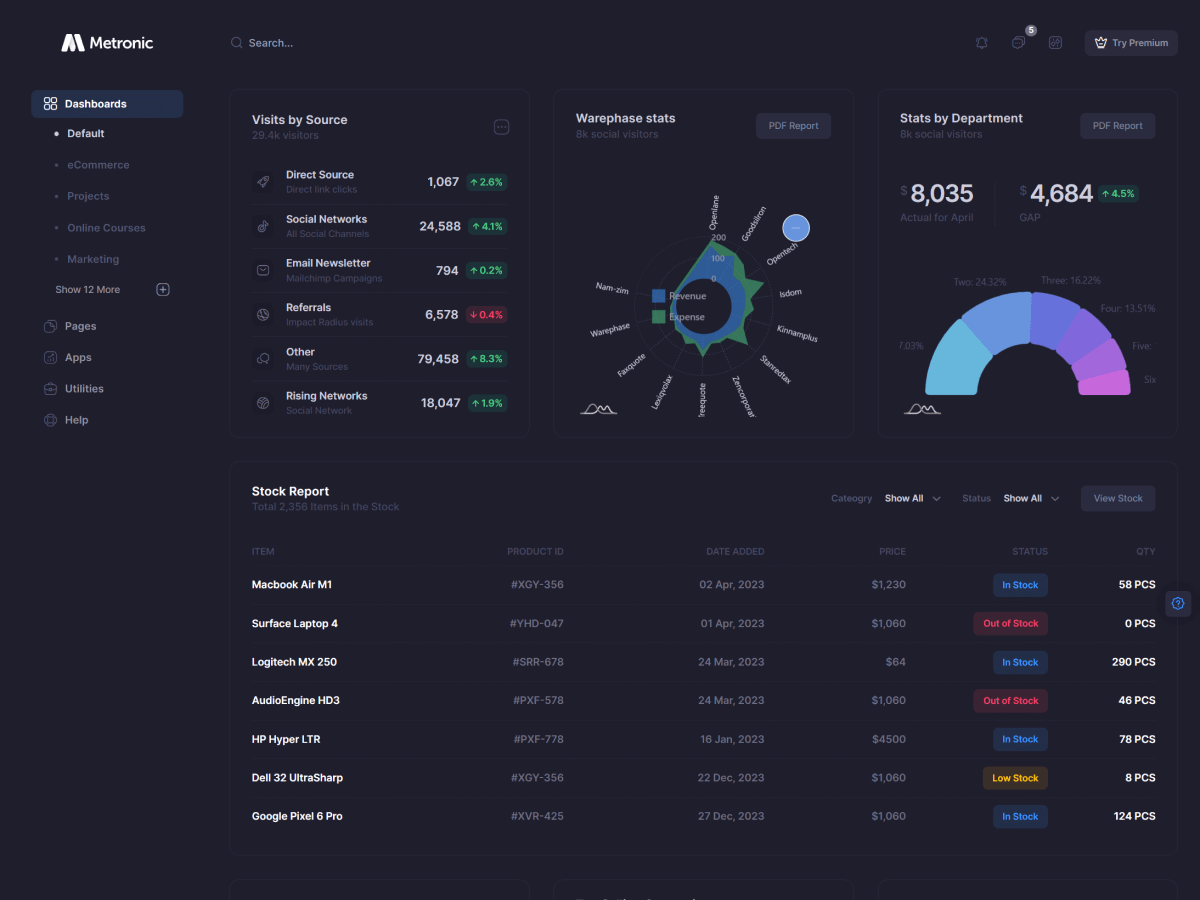 Metronic
Search...
5
Try Premium
Dashboards
Default
eCommerce
Projects
Online Courses
Marketing
Show 12 More
Pages
Apps
Utilities
Help
Visits by Source
29.4k visitors
Direct Source
Direct link clicks
1,067 2.6%
Social Networks
All Social Channels
24,588 4.1%
Email Newsletter
Mailchimp Campaigns
794 0.2%
Referrals
Impact Radius visits
6,578 0.4%
Other
Many Sources
79,458 8.3%
Rising Networks
Social Network
18,047 1.9%
Warephase stats
8k social visitors
PDF Report
Openlane
Goodsilron
Opentech
Isdom
Kinnamplus
Stanredtax
Zencorporat
reequote
Lexiqvolax
Faxquote
Warephase
Nam-zim
200
100
0
Revenue
Expense
Stats by Department
8k social visitors
PDF Report
$8,035
Actual for April
$4,684 4.5%
GAP
7.03%
Two: 24.32%
Three: 16.22%
Four: 13.51%
Five:
Six
Stock Report
Total 2,356 Items in the Stock
Cateogry Show All Status Show All View Stock
ITEM PRODUCT ID DATE ADDED PRICE STATUS QTY
Macbook Air M1 #XGY-356 02 Apr, 2023 $1,230 In Stock 58 PCS
Surface Laptop 4 #YHD-047 01 Apr, 2023 $1,060 Out of Stock 0 PCS
Logitech MX 250 #SRR-678 24 Mar, 2023 $64 In Stock 290 PCS
AudioEngine HD3 #PXF-578 24 Mar, 2023 $1,060 Out of Stock 46 PCS
HP Hyper LTR #PXF-778 16 Jan, 2023 $4500 In Stock 78 PCS
Dell 32 UltraSharp #XGY-356 22 Dec, 2023 $1,060 Low Stock 8 PCS
Google Pixel 6 Pro #XVR-425 27 Dec, 2023 $1,060 In Stock 124 PCS